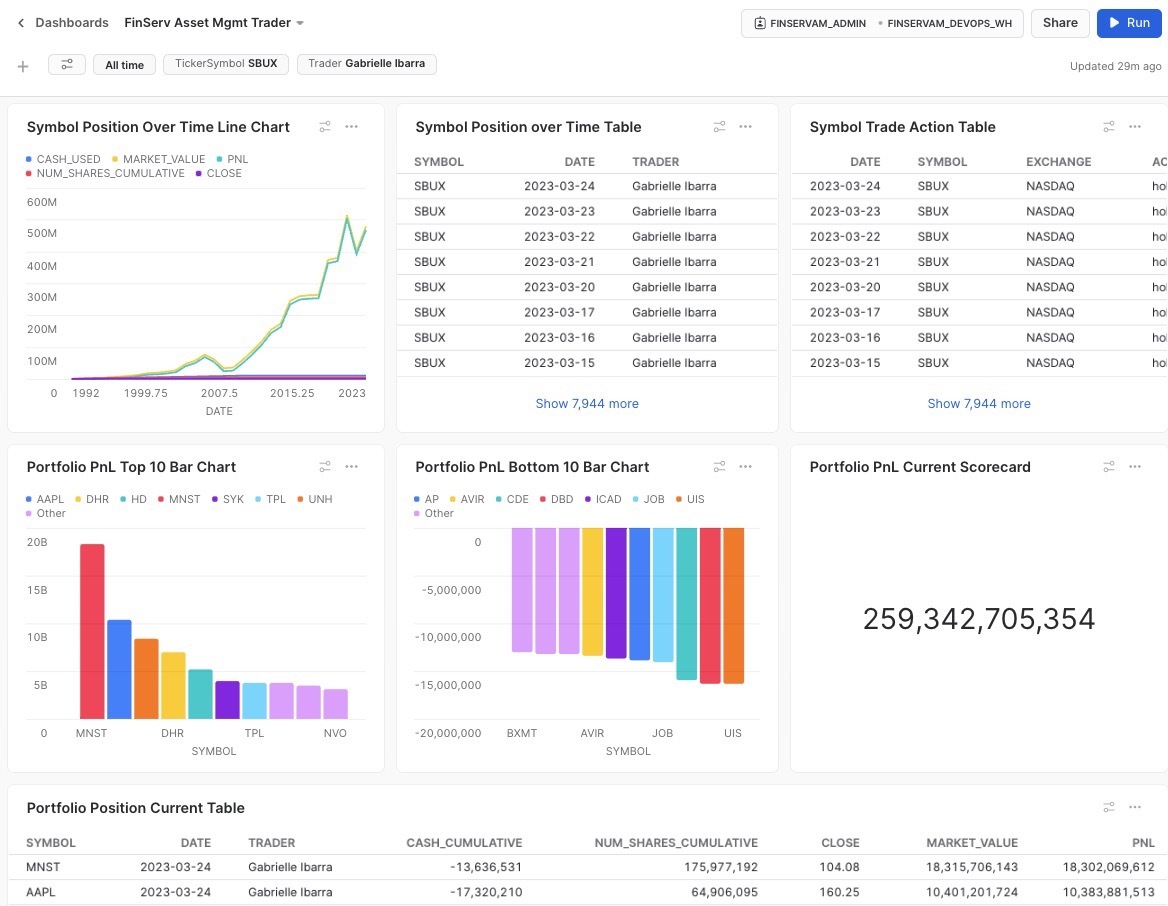 Dashboards FinServ Asset Mgmt Trader FINSERVAM_ADMIN • FINSERVAM_DEVOPS_WH Share Run
+ All time TickerSymbol SBUX Trader Gabrielle Ibarra Updated 29m ago
Symbol Position Over Time Line Chart
CASH_USED MARKET_VALUE PNL
NUM_SHARES_CUMULATIVE CLOSE
600M
500M
400M
300M
200M
100M
0 1992 1999.75 2007.5 2015.25 2023
DATE
Symbol Position over Time Table
SYMBOL DATE TRADER
SBUX 2023-03-24 Gabrielle Ibarra
SBUX 2023-03-23 Gabrielle Ibarra
SBUX 2023-03-22 Gabrielle Ibarra
SBUX 2023-03-21 Gabrielle Ibarra
SBUX 2023-03-20 Gabrielle Ibarra
SBUX 2023-03-17 Gabrielle Ibarra
SBUX 2023-03-16 Gabrielle Ibarra
SBUX 2023-03-15 Gabrielle Ibarra
Show 7,944 more
Symbol Trade Action Table
DATE SYMBOL EXCHANGE AC
2023-03-24 SBUX NASDAQ hol
2023-03-23 SBUX NASDAQ hol
2023-03-22 SBUX NASDAQ hol
2023-03-21 SBUX NASDAQ hol
2023-03-20 SBUX NASDAQ hol
2023-03-17 SBUX NASDAQ hol
2023-03-16 SBUX NASDAQ hol
2023-03-15 SBUX NASDAQ hol
Show 7,944 more
Portfolio PnL Top 10 Bar Chart
AAPL DHR HD MNST SYK TPL UNH
Other
20B
15B
10B
5B
0 MNST DHR TPL NVO
SYMBOL
Portfolio PnL Bottom 10 Bar Chart
AP AVIR CDE DBD ICAD JOB UIS
Other
0
-5,000,000
-10,000,000
-15,000,000
-20,000,000 BXMT AVIR JOB UIS
SYMBOL
Portfolio PnL Current Scorecard
259,342,705,354
Portfolio Position Current Table
SYMBOL DATE TRADER CASH_CUMULATIVE NUM_SHARES_CUMULATIVE CLOSE MARKET_VALUE PNL
MNST 2023-03-24 Gabrielle Ibarra -13,636,531 175,977,192 104.08 18,315,706,143 18,302,069,612
AAPL 2023-03-24 Gabrielle Ibarra -17,320,210 64,906,095 160.25 10,401,201,724 10,383,881,513